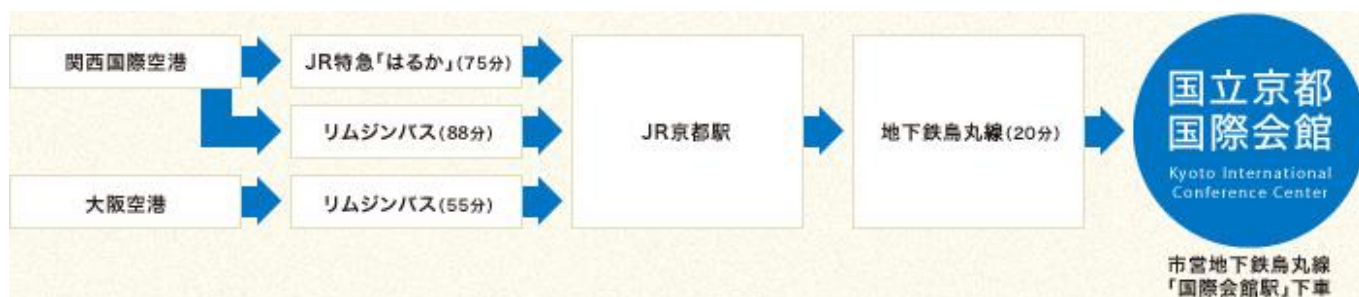 関西国際空港
JR特急「はるか」(75分)
リムジンバス(88分)
大阪空港
リムジンバス(55分)
JR京都駅
地下鉄烏丸線(20分)
国立京都
国際会館
Kyoto International
Conference Center
市営地下鉄烏丸線
「国際会館駅」下車